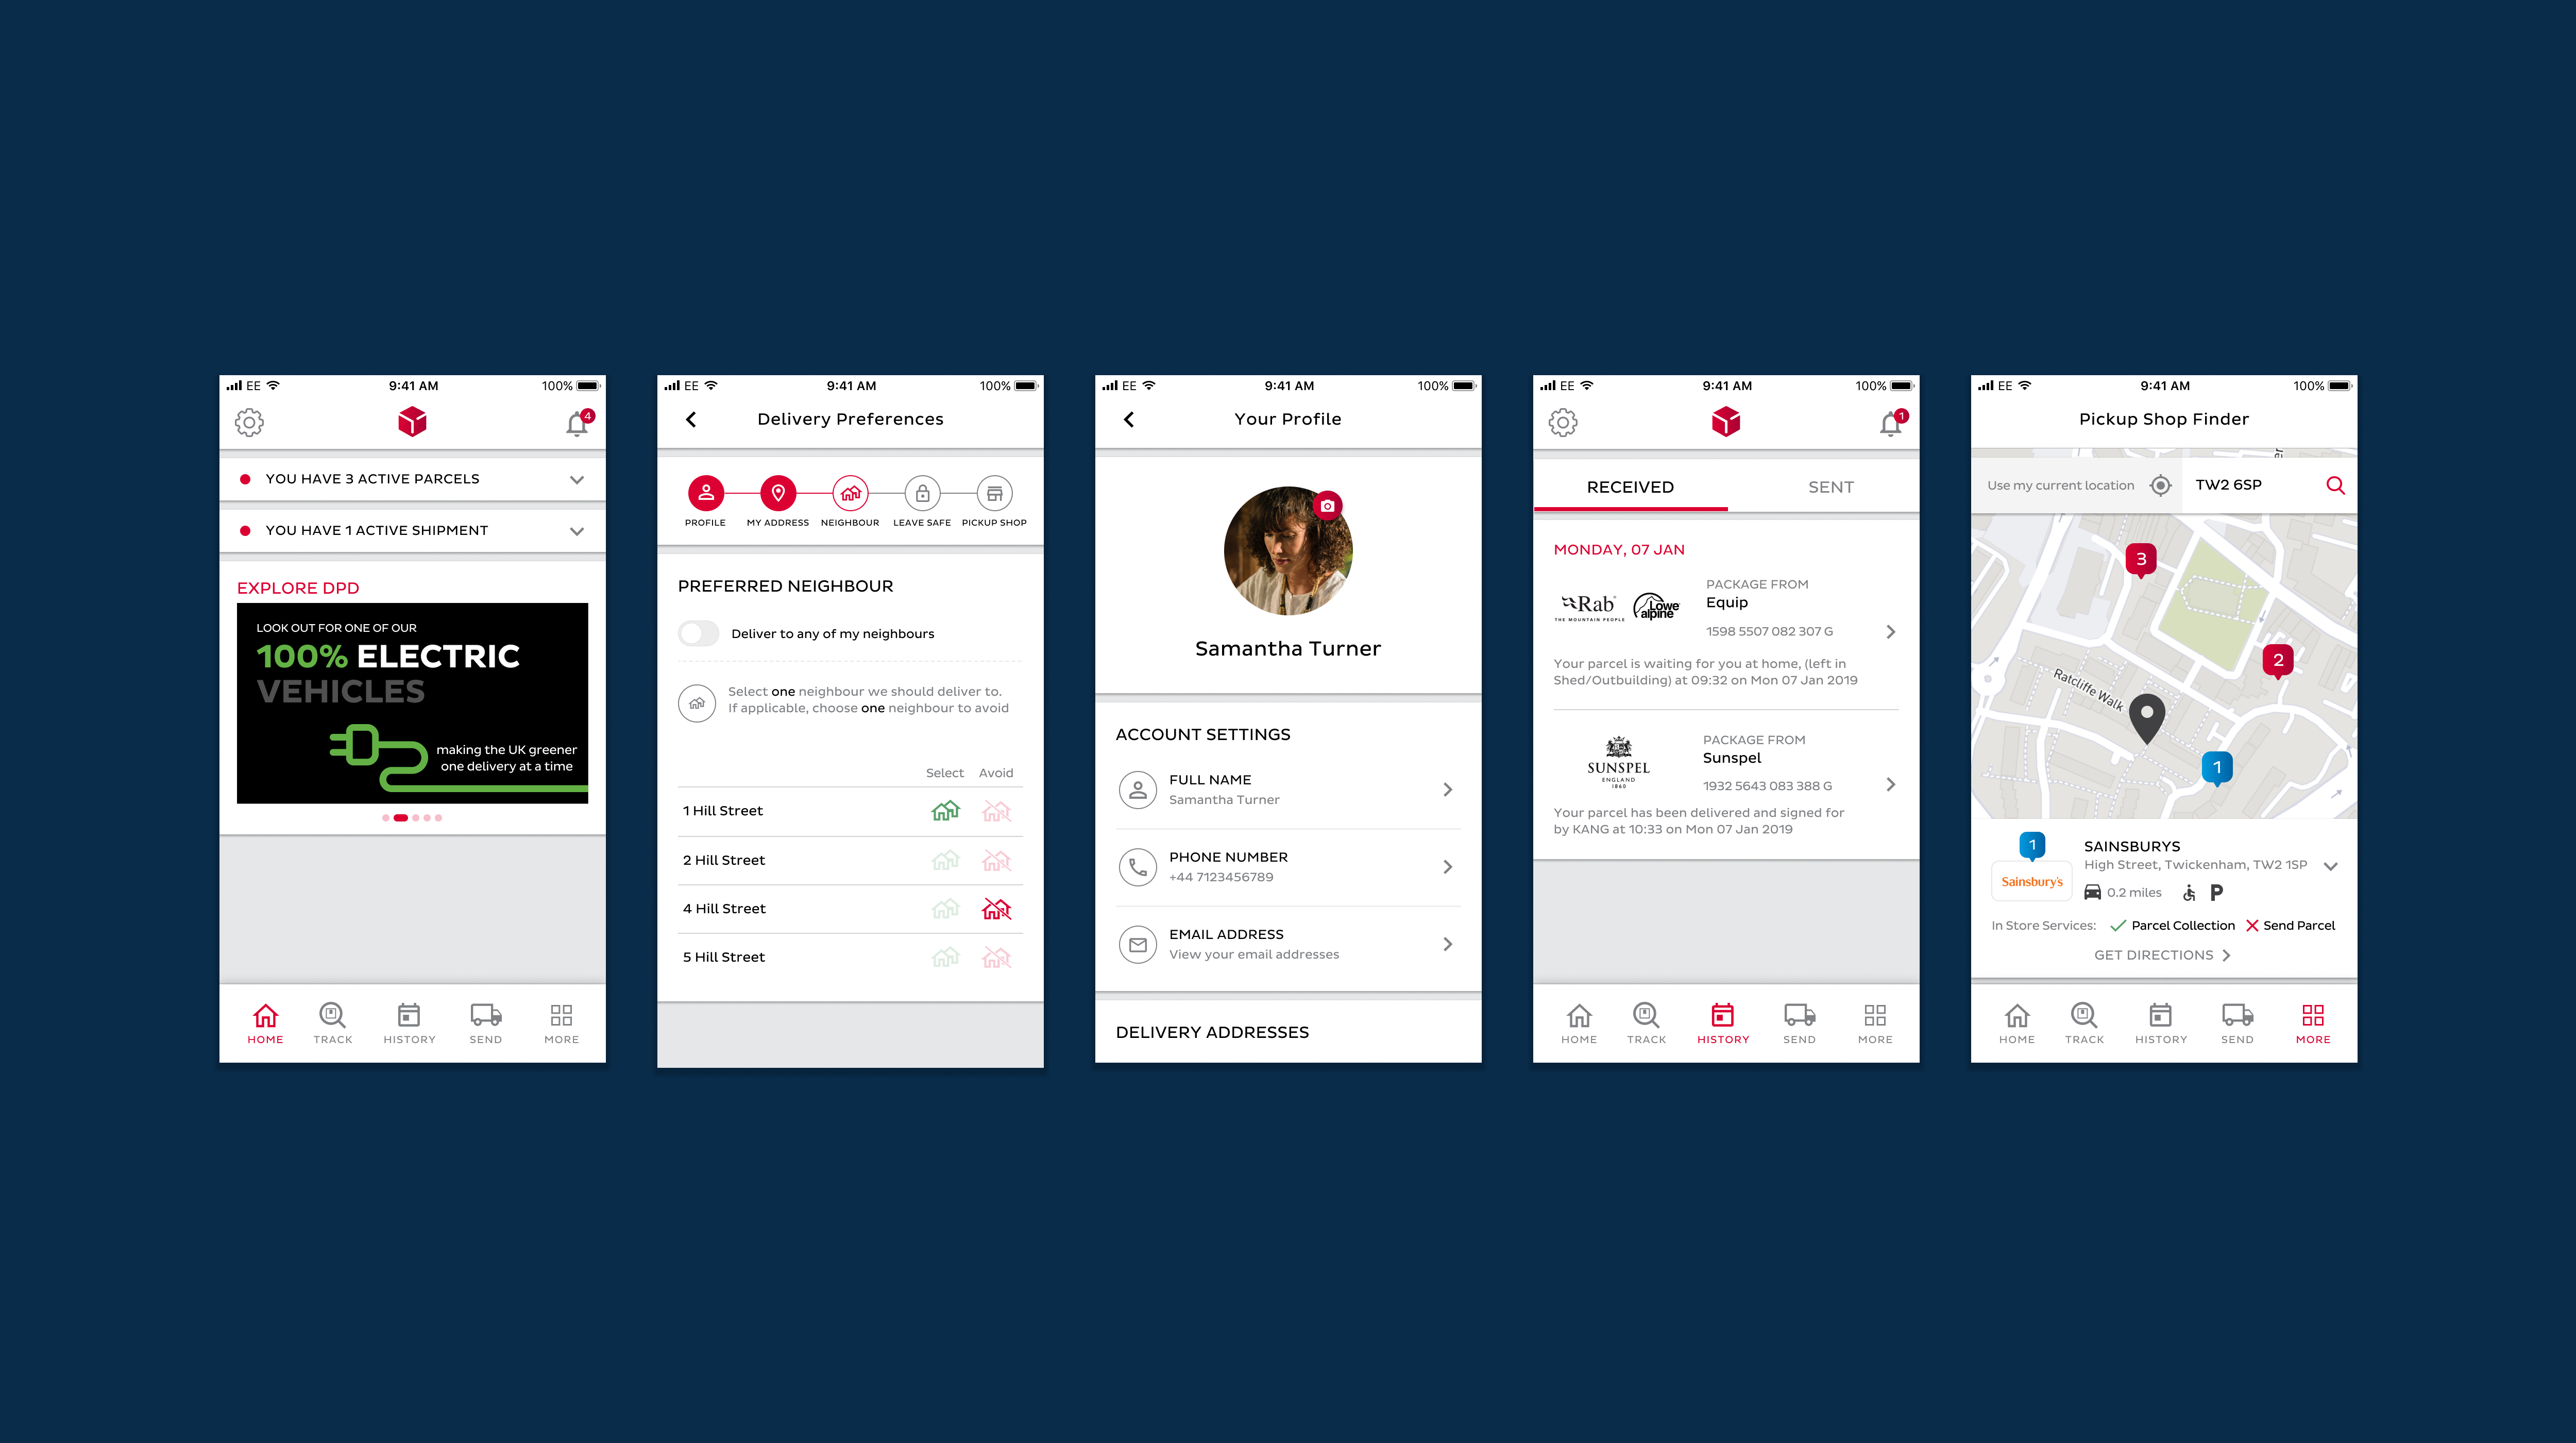 EE 9:41 AM 100%
4
YOU HAVE 3 ACTIVE PARCELS
YOU HAVE 1 ACTIVE SHIPMENT
EXPLORE DPD
LOOK OUT FOR ONE OF OUR
100% ELECTRIC
VEHICLES
making the UK greener
one delivery at a time
HOME TRACK HISTORY SEND MORE
EE 9:41 AM 100%
Delivery Preferences
PROFILE MY ADDRESS NEIGHBOUR LEAVE SAFE PICKUP SHOP
PREFERRED NEIGHBOUR
Deliver to any of my neighbours
Select one neighbour we should deliver to.
If applicable, choose one neighbour to avoid
Select Avoid
1 Hill Street
2 Hill Street
4 Hill Street
5 Hill Street
EE 9:41 AM 100%
Your Profile
Samantha Turner
ACCOUNT SETTINGS
FULL NAME
Samantha Turner
PHONE NUMBER
+44 7123456789
EMAIL ADDRESS
View your email addresses
DELIVERY ADDRESSES
EE 9:41 AM 100%
1
RECEIVED SENT
MONDAY, 07 JAN
Rab
THE MOUNTAIN PEOPLE
Lowe
alpine
PACKAGE FROM
Equip
1598 5507 082 307 G
Your parcel is waiting for you at home, (left in
Shed/Outbuilding) at 09:32 on Mon 07 Jan 2019
SUNSPEL
ENGLAND
1860
PACKAGE FROM
Sunspel
1932 5643 083 388 G
Your parcel has been delivered and signed for
by KANG at 10:33 on Mon 07 Jan 2019
HOME TRACK HISTORY SEND MORE
EE 9:41 AM 100%
Pickup Shop Finder
Use my current location TW2 6SP
3
2
Ratcliffe Walk
1
1
Sainsbury's
SAINSBURYS
High Street, Twickenham, TW2 1SP
0.2 miles P
In Store Services: Parcel Collection Send Parcel
GET DIRECTIONS
HOME TRACK HISTORY SEND MORE